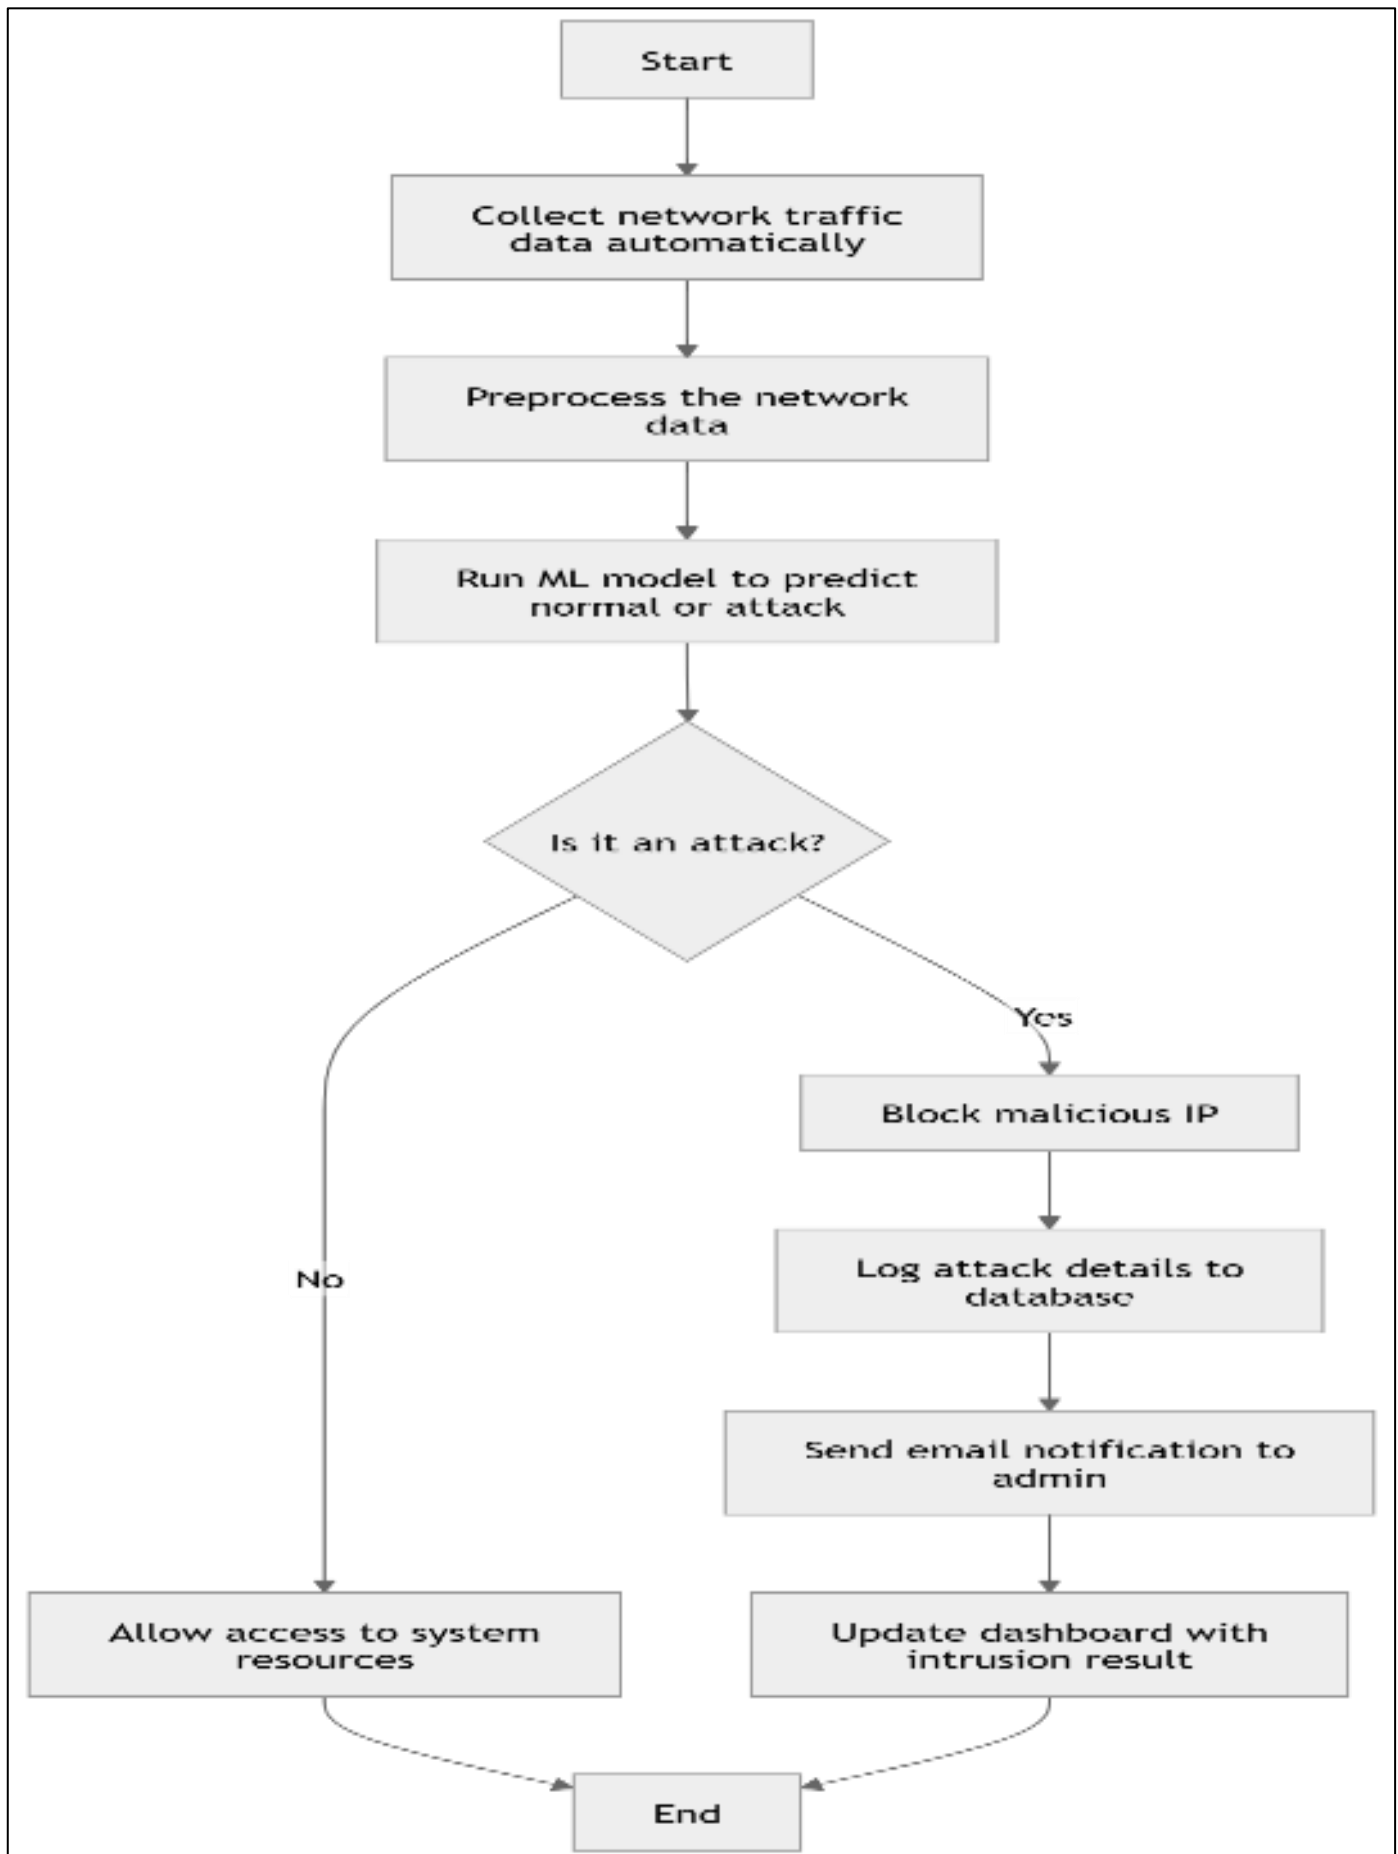 Start
Collect network traffic
data automatically
Preprocess the network
data
Run ML model to predict
normal or attack
Is it an attack?
Yes
Block malicious IP
Log attack details to
database
No
Send email notification to
admin
Allow access to system
resources
Update dashboard with
intrusion result
End